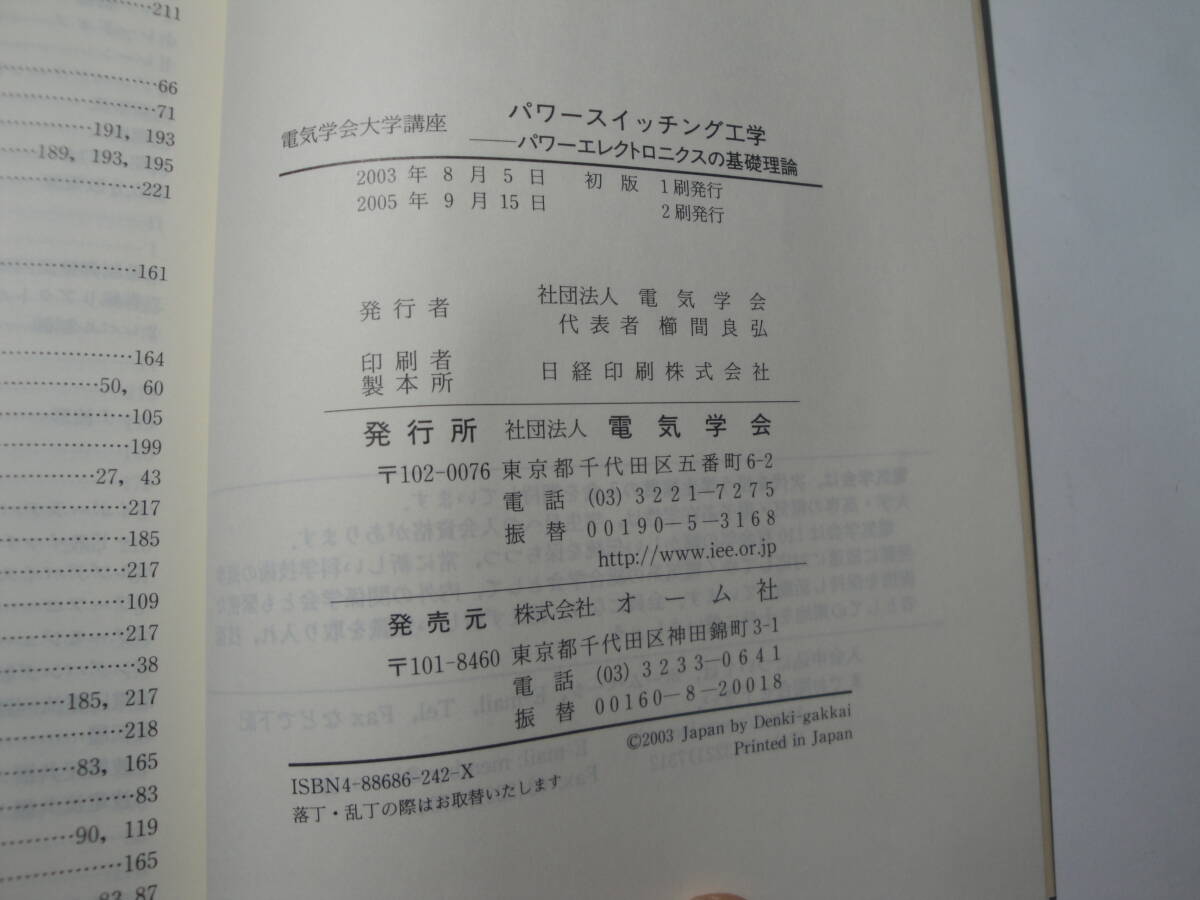 211
66
71
191, 193
189, 193, 195
221
161
164
50, 60
105
199
27, 43
217
185
217
109
217
38
185, 217
218
83, 165
83
90, 119
165
83, 87
電気学会大学講座 パワースイッチング工学
――パワーエレクトロニクスの基礎理論
2003 年 8 月 5 日 初版 1刷発行
2005 年 9 月 15 日 2刷発行
発行者 社団法人 電気学会
代表者 櫛間良弘
印刷者
製本所 日経印刷株式会社
発行所 社団法人 電気学会
〒102-0076 東京都千代田区五番町6-2
電話 (03) 3221-7275
振替 00190-5-3168
http://www.iee.or.jp
発売元 株式会社 オーム社
〒101-8460 東京都千代田区神田錦町3-1
電話 (03) 3233-0641
振替 00160-8-20018
©2003 Japan by Denki-gakkai
Printed in Japan
ISBN4-88686-242-X
落丁・乱丁の際はお取替いたします